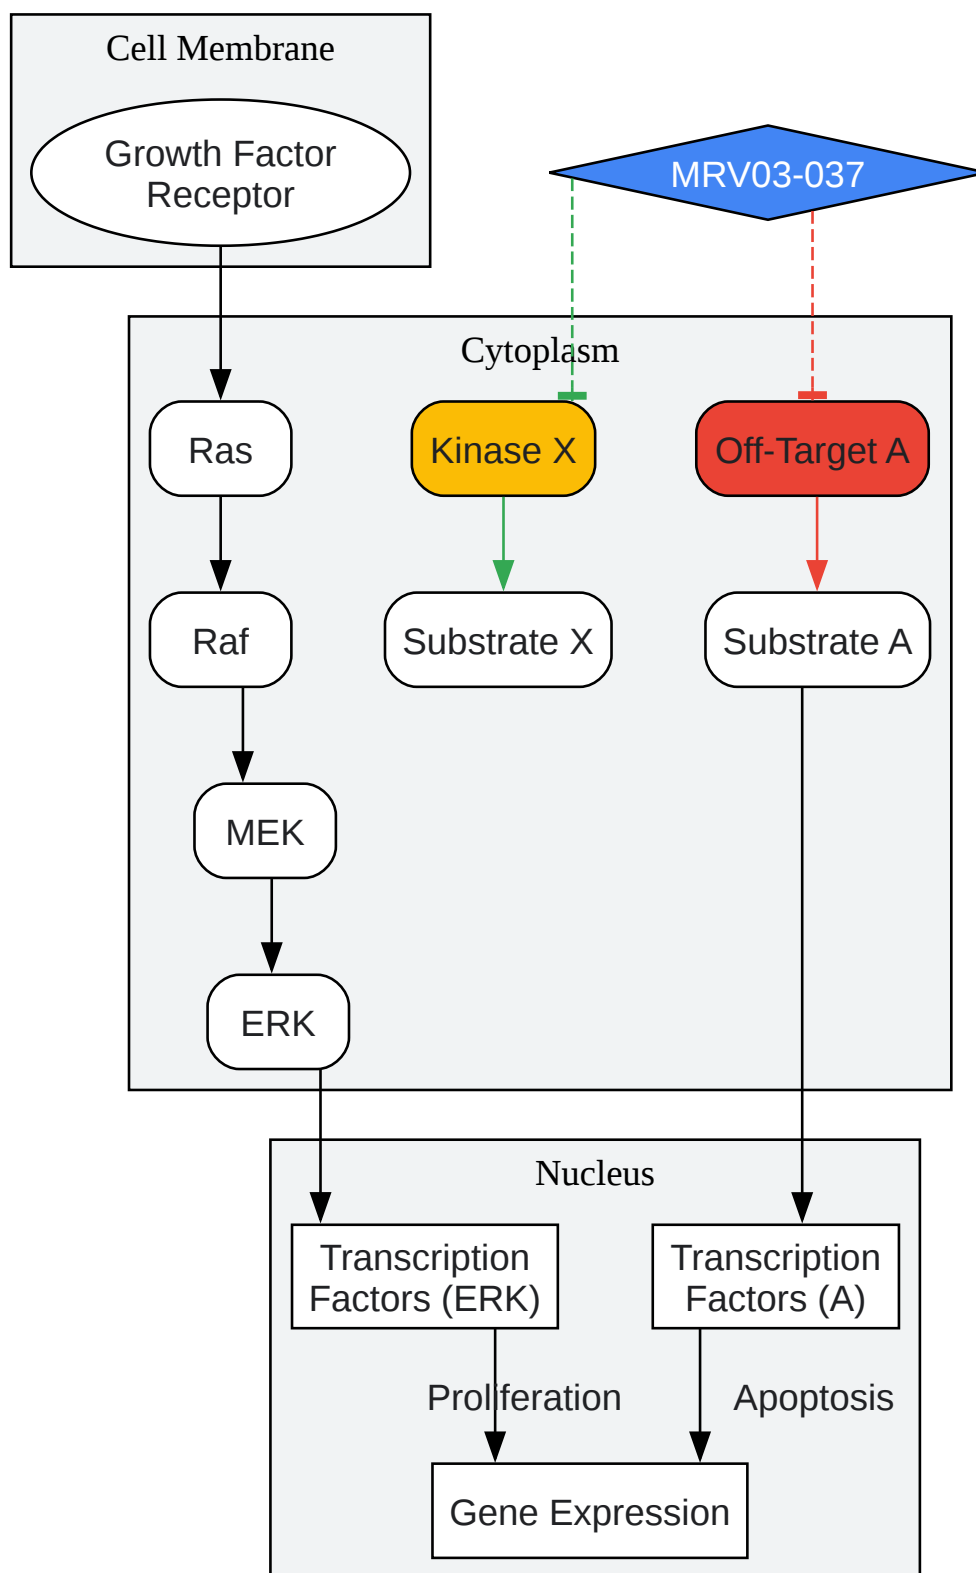 Cell Membrane
Growth Factor
Receptor
MRV03-037
Cytoplasm
Ras
Kinase X
Off-Target A
Raf
Substrate X
Substrate A
MEK
ERK
Nucleus
Transcription
Factors (ERK)
Transcription
Factors (A)
Proliferation
Apoptosis
Gene Expression